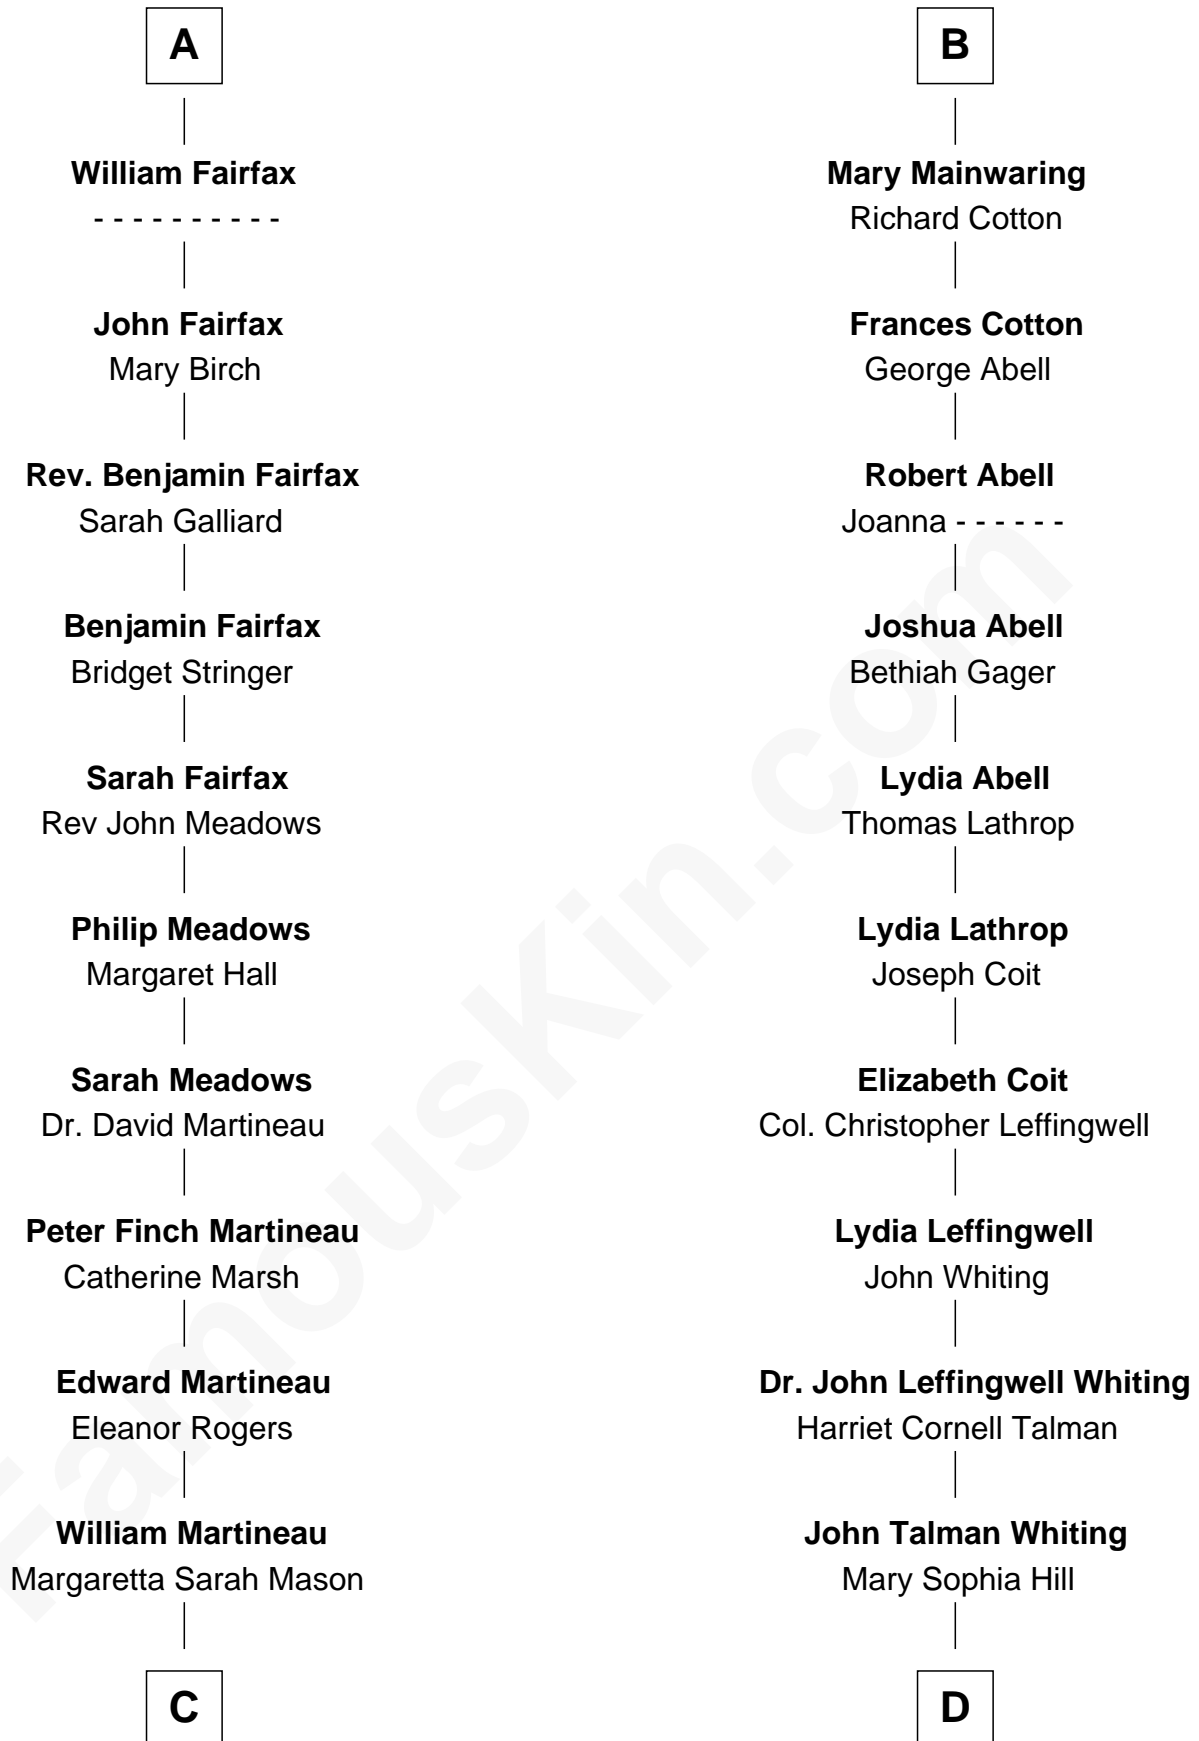 A
William Fairfax
- - - - - - - - - -
John Fairfax
Mary Birch
Rev. Benjamin Fairfax
Sarah Galliard
Benjamin Fairfax
Bridget Stringer
Sarah Fairfax
Rev John Meadows
Philip Meadows
Margaret Hall
Sarah Meadows
Dr. David Martineau
Peter Finch Martineau
Catherine Marsh
Edward Martineau
Eleanor Rogers
William Martineau
Margaretta Sarah Mason
C
B
Mary Mainwaring
Richard Cotton
Frances Cotton
George Abell
Robert Abell
Joanna - - - - - -
Joshua Abell
Bethiah Gager
Lydia Abell
Thomas Lathrop
Lydia Lathrop
Joseph Coit
Elizabeth Coit
Col. Christopher Leffingwell
Lydia Leffingwell
John Whiting
Dr. John Leffingwell Whiting
Harriet Cornell Talman
John Talman Whiting
Mary Sophia Hill
D
FamousKin.com